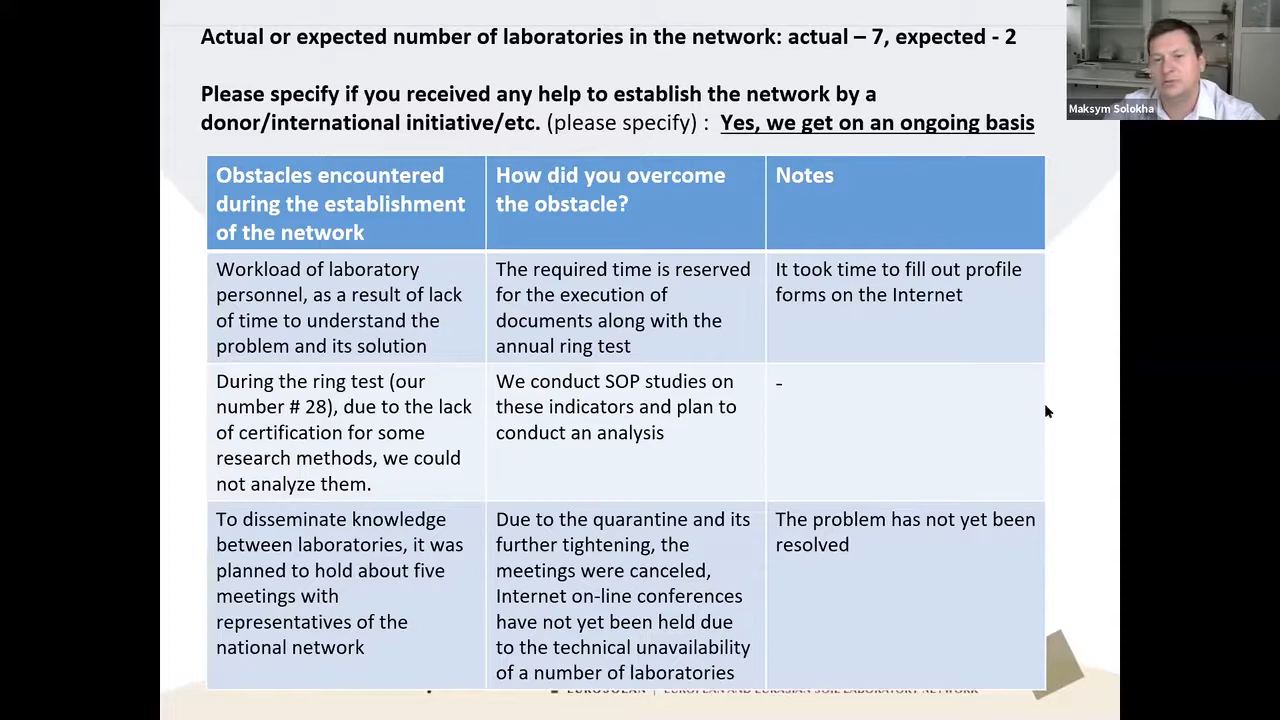 Actual or expected number of laboratories in the network: actual – 7, expected - 2
Please specify if you received any help to establish the network by a
donor/international initiative/etc. (please specify) : Yes, we get on an ongoing basis
Maksym Solokha
Obstacles encountered
during the establishment
of the network
How did you overcome
the obstacle?
Notes
Workload of laboratory
personnel, as a result of lack
of time to understand the
problem and its solution
The required time is reserved
for the execution of
documents along with the
annual ring test
It took time to fill out profile
forms on the Internet
During the ring test (our
number # 28), due to the lack
of certification for some
research methods, we could
not analyze them.
We conduct SOP studies on
these indicators and plan to
conduct an analysis
-
To disseminate knowledge
between laboratories, it was
planned to hold about five
meetings with
representatives of the
national network
Due to the quarantine and its
further tightening, the
meetings were canceled,
Internet on-line conferences
have not yet been held due
to the technical unavailability
of a number of laboratories
The problem has not yet been
resolved
EUROSOLAN | EUROPEAN AND EURASIAN SOIL LABORATORY NETWORK